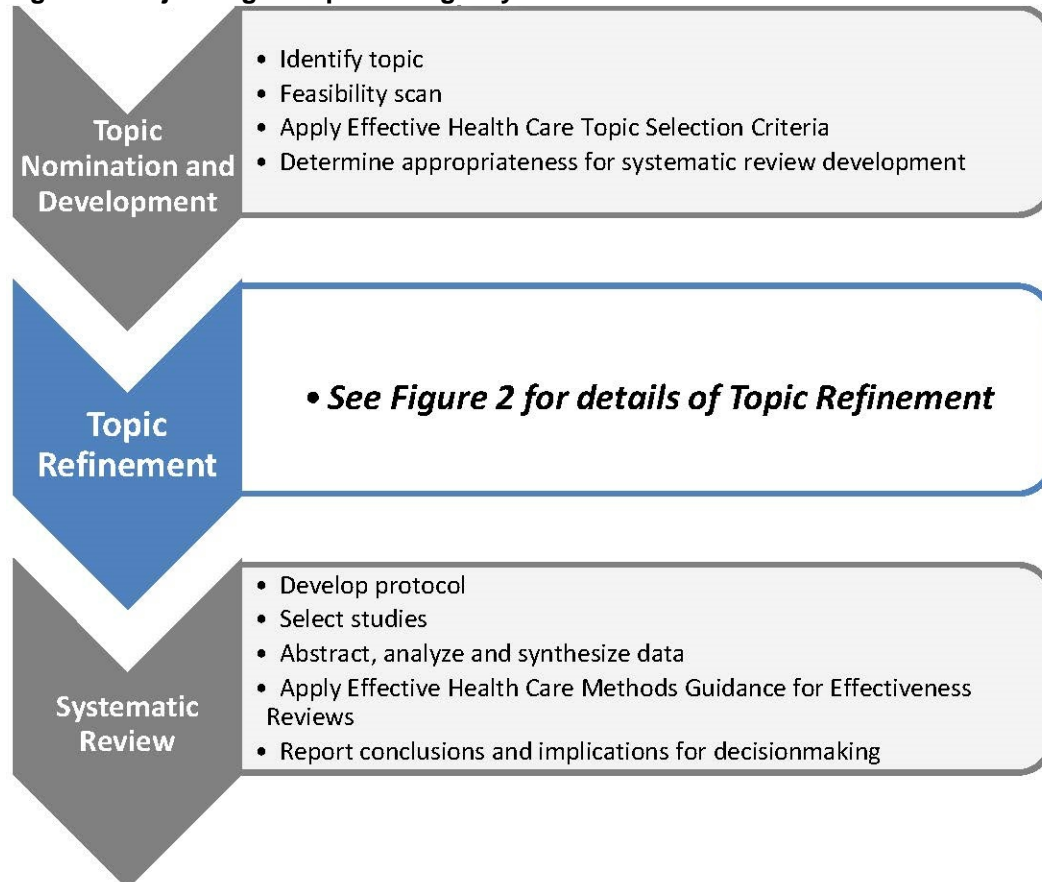 Topic
Nomination and
Development
• Identify topic
• Feasibility scan
• Apply Effective Health Care Topic Selection Criteria
• Determine appropriateness for systematic review development
Topic
Refinement
• See Figure 2 for details of Topic Refinement
Systematic
Review
• Develop protocol
• Select studies
• Abstract, analyze and synthesize data
• Apply Effective Health Care Methods Guidance for Effectiveness
Reviews
• Report conclusions and implications for decisionmaking